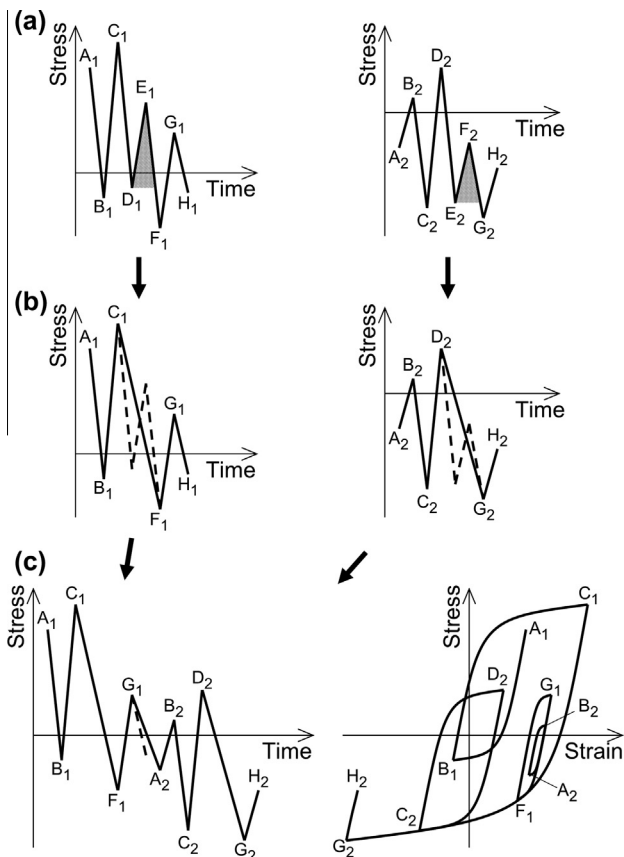 (a)
Stress
A1
C1
E1
G1
Time
B1
D1
H1
F1
Stress
D2
B2
Time
F2
A2
H2
C2
E2
G2
(b)
Stress
C1
A1
G1
Time
B1
H1
F1
Stress
D2
B2
Time
A2
H2
C2
G2
(c)
Stress
A1
C1
G1
D2
B2
Time
B1
F1
A2
H2
C2
G2
Stress
C1
A1
D2
G1
B2
Strain
B1
H2
A2
F1
C2
G2